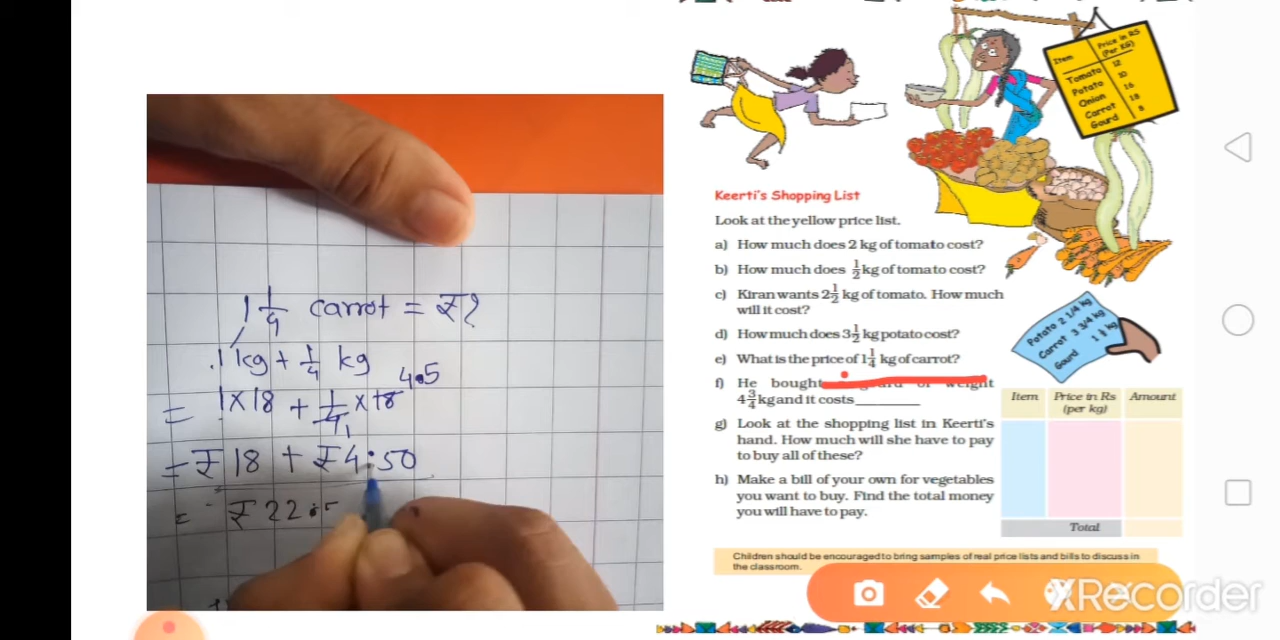 1 1/4 carrot = ₹?
1 kg + 1/4 kg
= 1 x 18 + 1/4 x 18 4.5
1
= ₹ 18 + ₹ 4.50
= ₹ 22.5
Item Price in RS (Per KG)
Tomato 12
Potato 10
Onion 16
Carrot 18
Gourd 8
Keerti's Shopping List
Look at the yellow price list.
a) How much does 2 kg of tomato cost?
b) How much does 1/2 kg of tomato cost?
c) Kiran wants 2 1/2 kg of tomato. How much
will it cost?
d) How much does 3 1/2 kg potato cost?
e) What is the price of 1 1/4 kg of carrot?
f) He bought weight
4 3/4 kg and it costs________
g) Look at the shopping list in Keerti's
hand. How much will she have to pay
to buy all of these?
h) Make a bill of your own for vegetables
you want to buy. Find the total money
you will have to pay.
Potato 2 1/4 kg
Carrot 3 3/4 kg
Gourd 1 1/2 kg
Item Price in Rs (per kg) Amount
Total
Children should be encouraged to bring samples of real price lists and bills to discuss in
the classroom.
XRecorder